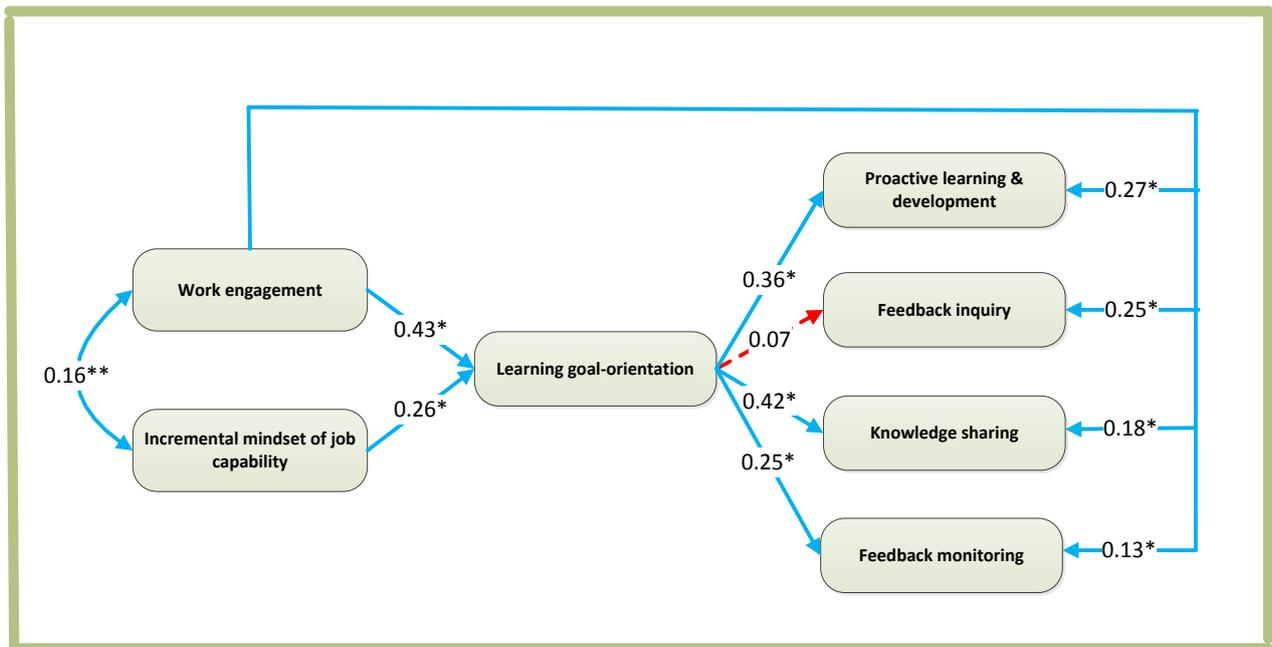 Work engagement
0.16**
Incremental mindset of job
capability
0.43*
0.26*
Learning goal-orientation
0.36*
0.07
0.42*
0.25*
Proactive learning &
development
0.27*
Feedback inquiry
0.25*
Knowledge sharing
0.18*
Feedback monitoring
0.13*